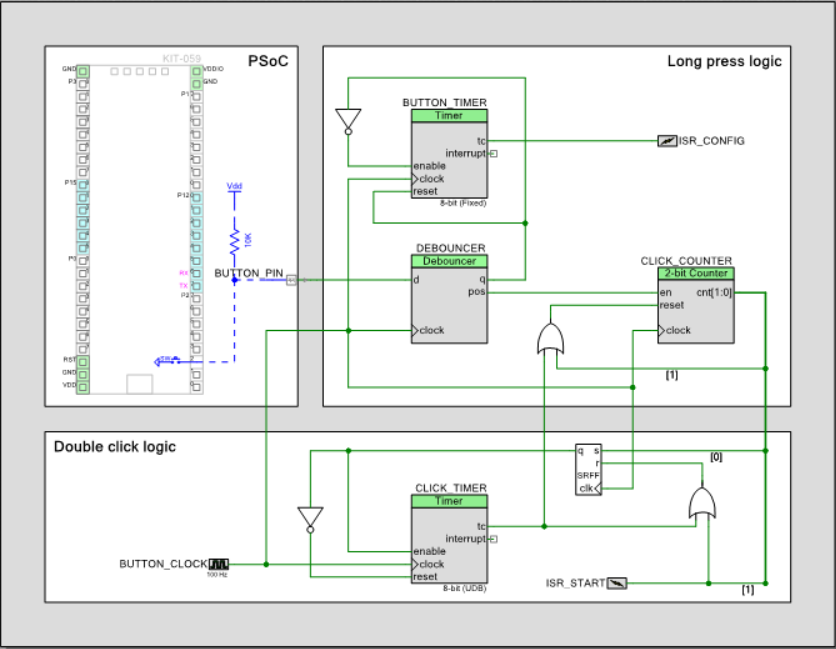 KIT-059
PSoC
GND
VDDIO
P3
GND
P1
P15
P12
Vdd
10K
P0
RX
TX
P2
BUTTON_PIN
SW
RST
GND
VDD
Long press logic
BUTTON_TIMER
Timer
tc
interrupt
enable
clock
reset
8-bit (Fixed)
ISR_CONFIG
DEBOUNCER
Debouncer
d
q
pos
clock
CLICK_COUNTER
2-bit Counter
en
cnt[1:0]
reset
clock
[1]
Double click logic
q
s
r
SRFF
clk
[0]
CLICK_TIMER
Timer
tc
interrupt
enable
clock
reset
8-bit (UDB)
BUTTON_CLOCK
100 Hz
ISR_START
[1]